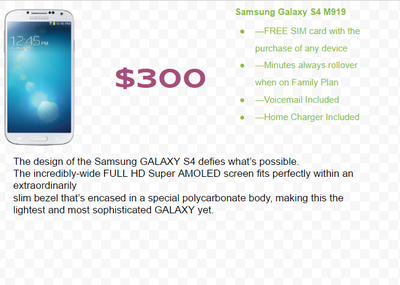 Samsung Galaxy S4 M919
● —FREE SIM card with the
purchase of any device
● —Minutes always rollover
when on Family Plan
● —Voicemail Included
● —Home Charger Included
12:45 PM
$300
The design of the Samsung GALAXY S4 defies what's possible.
The incredibly-wide FULL HD Super AMOLED screen fits perfectly within an
extraordinarily
slim bezel that's encased in a special polycarbonate body, making this the
lightest and most sophisticated GALAXY yet.